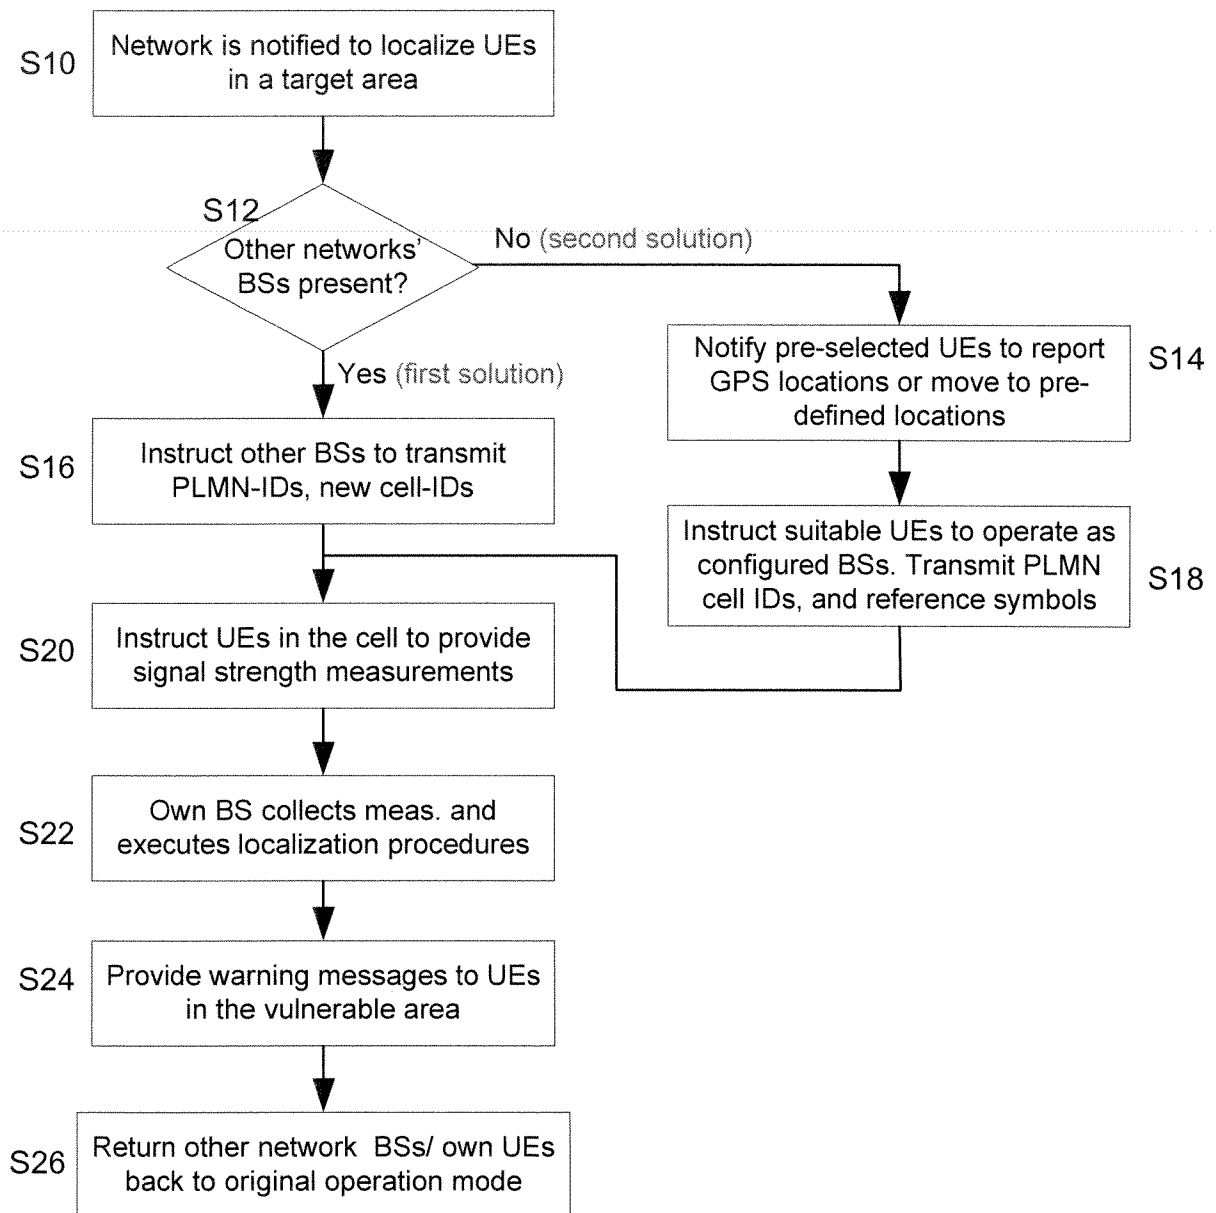 S10
Network is notified to localize UEs
in a target area
S12
Other networks'
BSs present?
No (second solution)
Yes (first solution)
Notify pre-selected UEs to report
GPS locations or move to pre-
defined locations
S14
S16
Instruct other BSs to transmit
PLMN-IDs, new cell-IDs
Instruct suitable UEs to operate as
configured BSs. Transmit PLMN
cell IDs, and reference symbols
S18
S20
Instruct UEs in the cell to provide
signal strength measurements
S22
Own BS collects meas. and
executes localization procedures
S24
Provide warning messages to UEs
in the vulnerable area
S26
Return other network BSs/ own UEs
back to original operation mode